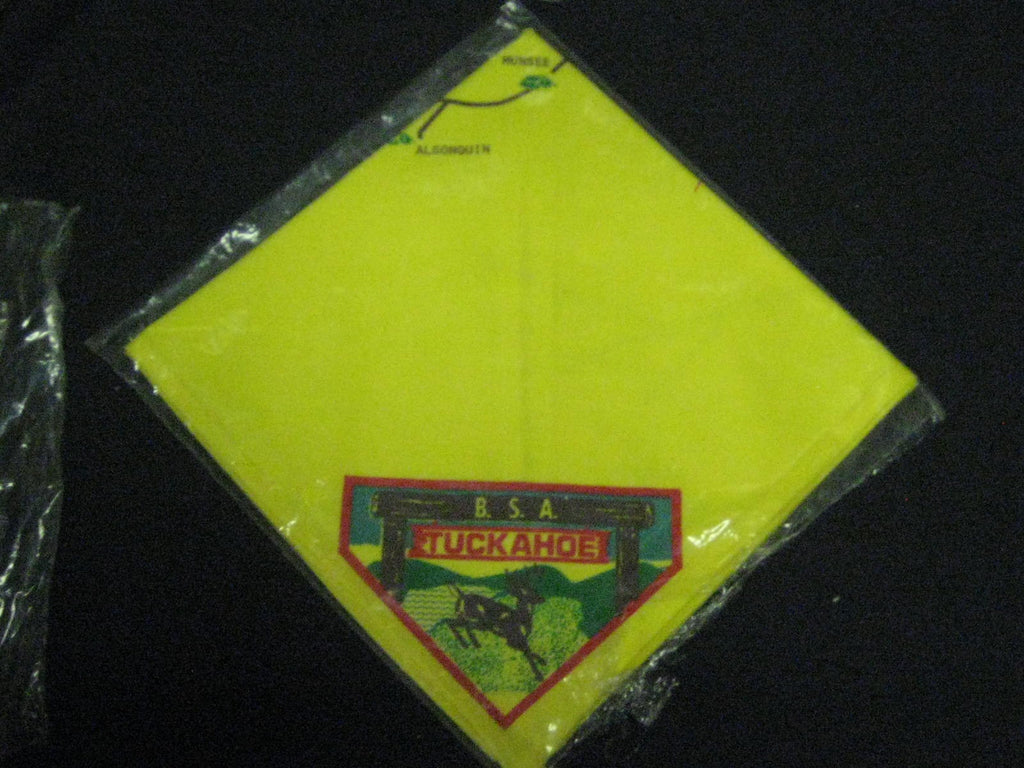 MUNSEE
ALGONQUIN
B. S. A.
TUCKAHOE